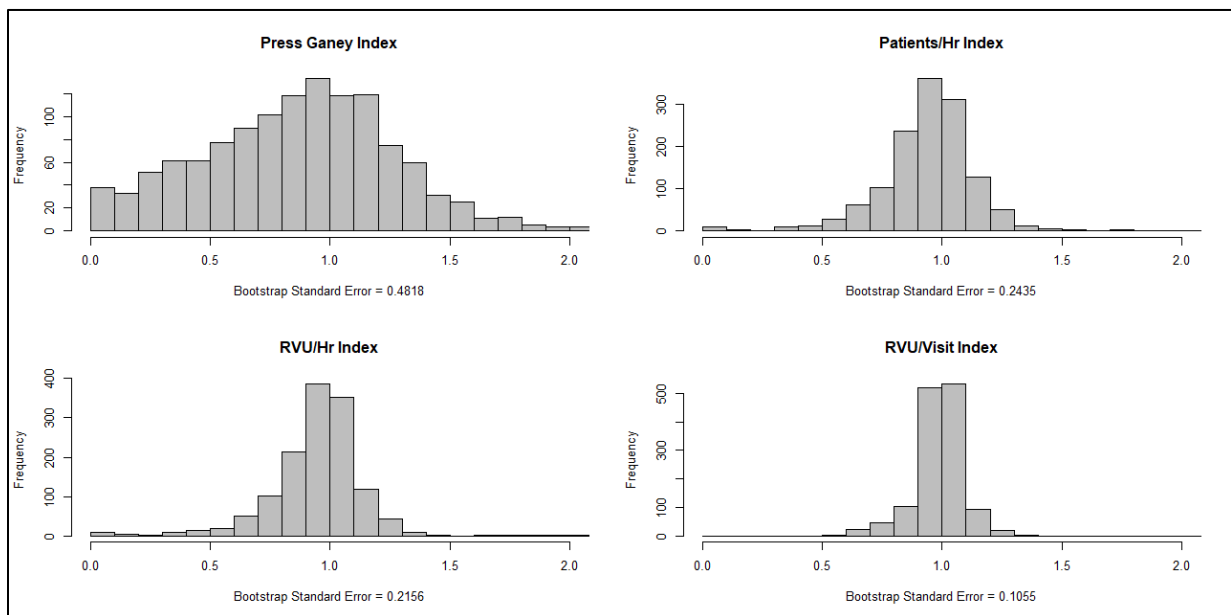 Press Ganey Index
Frequency
0 20 60 100
0.0 0.5 1.0 1.5 2.0
Bootstrap Standard Error = 0.4818
Patients/Hr Index
Frequency
0 100 200 300
0.0 0.5 1.0 1.5 2.0
Bootstrap Standard Error = 0.2435
RVU/Hr Index
Frequency
0 100 200 300 400
0.0 0.5 1.0 1.5 2.0
Bootstrap Standard Error = 0.2156
RVU/Visit Index
Frequency
0 100 300 500
0.0 0.5 1.0 1.5 2.0
Bootstrap Standard Error = 0.1055